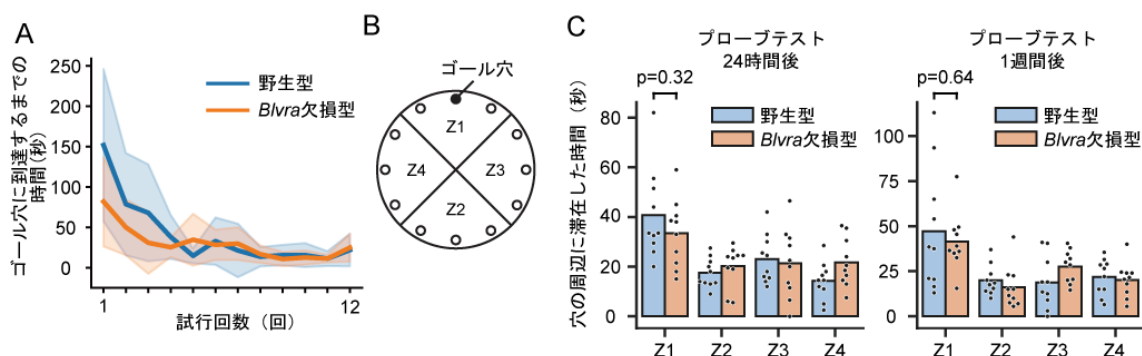 A
ゴール穴に到達するまでの
時間(秒)
250
200
150
100
50
0
野生型
Blvra欠損型
1
12
試行回数（回）
B
ゴール穴
Z1
Z4
Z3
Z2
C
プローブテスト
24時間後
p=0.32
穴の周辺に滞在した時間（秒）
80
60
40
20
0
野生型
Blvra欠損型
Z1
Z2
Z3
Z4
プローブテスト
1週間後
p=0.64
100
75
50
25
0
野生型
Blvra欠損型
Z1
Z2
Z3
Z4